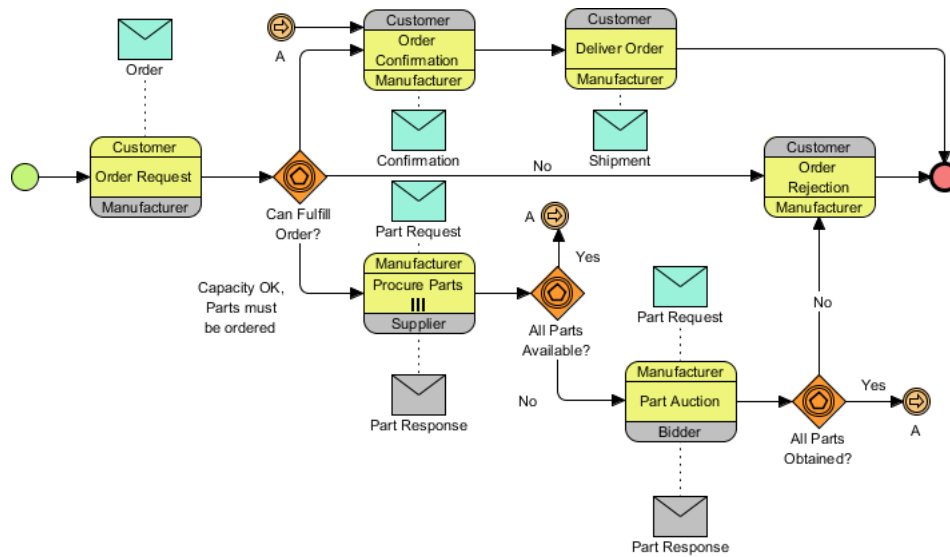 Order
Customer
Order Request
Manufacturer
A
Customer
Order
Confirmation
Manufacturer
Confirmation
Customer
Deliver Order
Manufacturer
Shipment
Can Fulfill
Order?
No
Customer
Order
Rejection
Manufacturer
Capacity OK,
Parts must
be ordered
Part Request
Manufacturer
Procure Parts
Supplier
Part Response
A
Yes
All Parts
Available?
No
Part Request
Manufacturer
Part Auction
Bidder
Part Response
No
Yes
All Parts
Obtained?
A